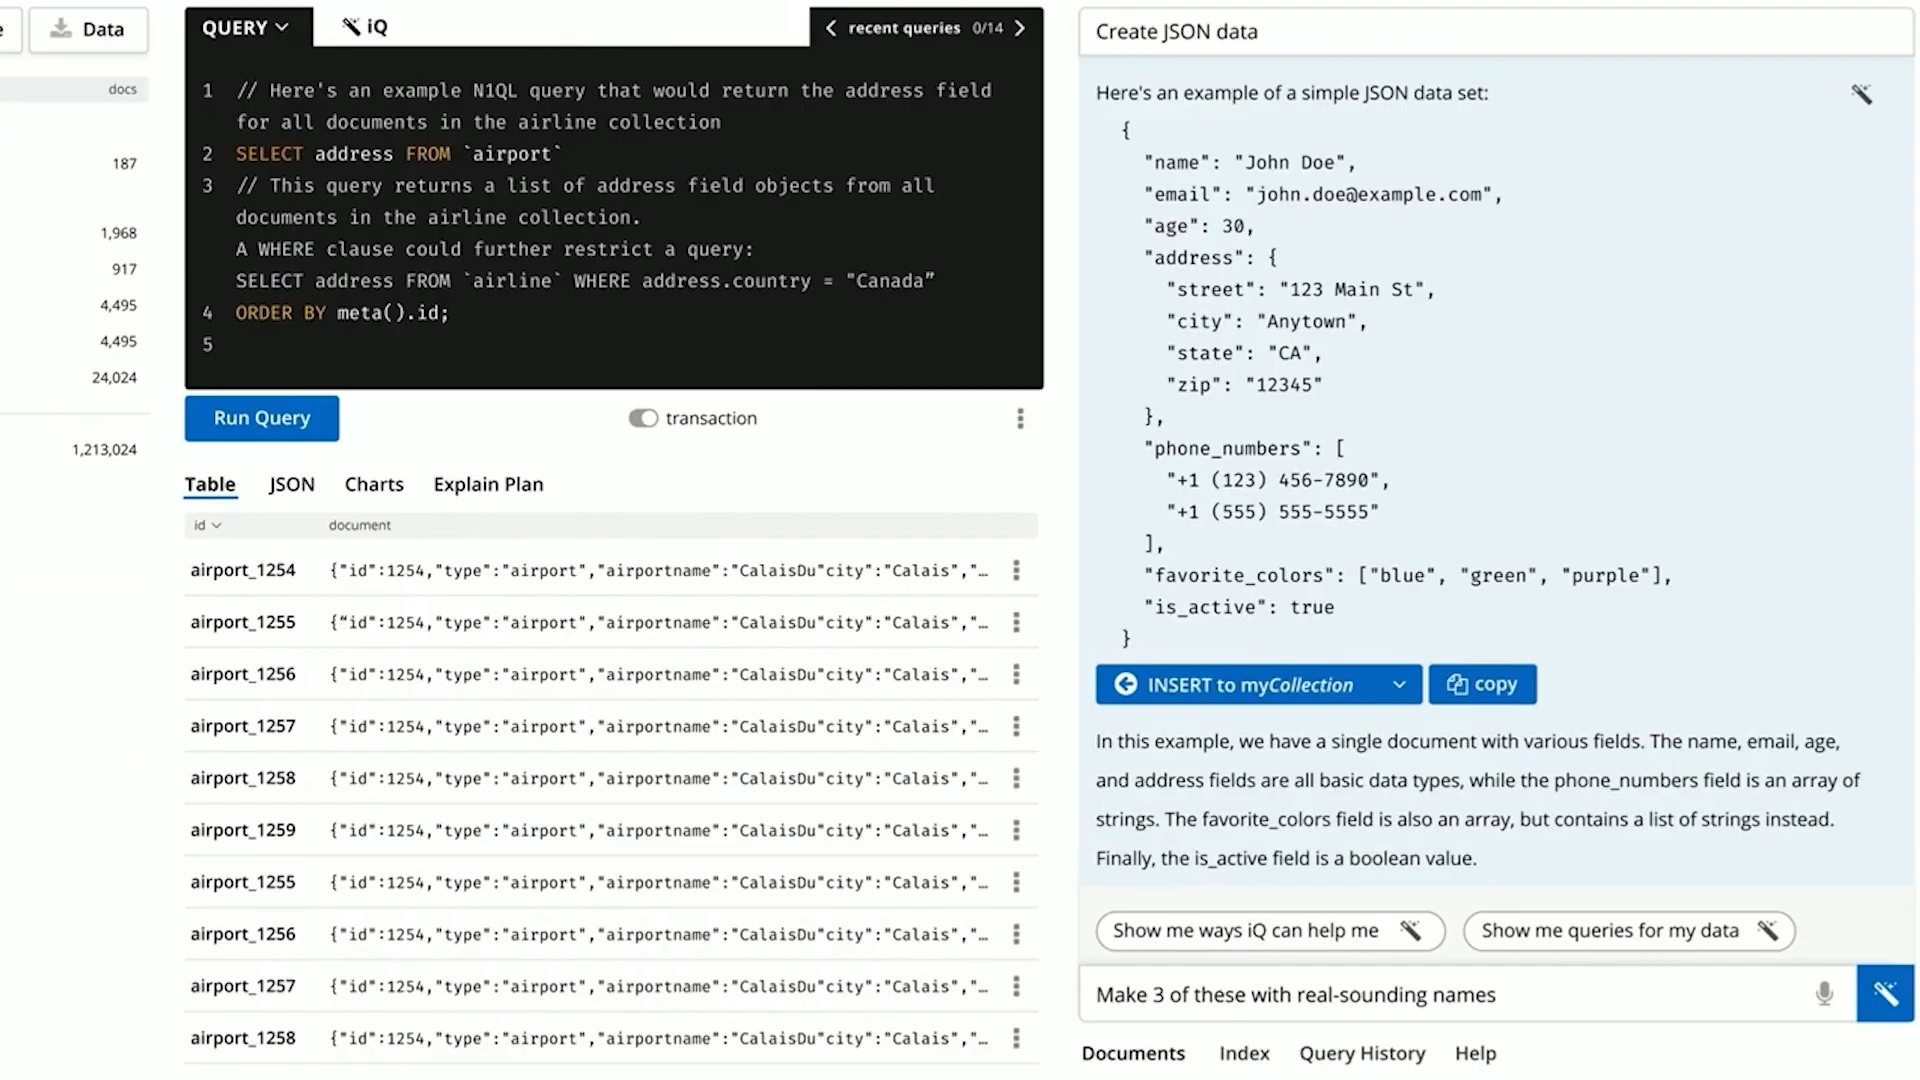 Data
docs
187
1,968
917
4,495
4,495
24,024
1,213,024
QUERY
iQ
recent queries 0/14
1 // Here's an example N1QL query that would return the address field
for all documents in the airline collection
2 SELECT address FROM `airport`
3 // This query returns a list of address field objects from all
documents in the airline collection.
A WHERE clause could further restrict a query:
SELECT address FROM `airline` WHERE address.country = "Canada”
4 ORDER BY meta().id;
5
Run Query
transaction
Table JSON Charts Explain Plan
id document
airport_1254 {"id":1254,"type":"airport","airportname":"CalaisDu"city":"Calais","…
airport_1255 {“id":1254,"type":"airport","airportname":"CalaisDu"city":"Calais","…
airport_1256 {"id":1254,"type":"airport","airportname":"CalaisDu"city":"Calais","…
airport_1257 {"id":1254,"type":"airport","airportname":"CalaisDu"city":"Calais","…
airport_1258 {"id":1254,"type":"airport","airportname":"CalaisDu"city":"Calais","…
airport_1259 {"id":1254,"type":"airport","airportname":"CalaisDu"city":"Calais","…
airport_1255 {"id":1254,"type":"airport","airportname":"CalaisDu"city":"Calais","…
airport_1256 {"id":1254,"type":"airport","airportname":"CalaisDu"city":"Calais","…
airport_1257 {"id":1254,"type":"airport","airportname":"CalaisDu"city":"Calais","…
airport_1258 {"id":1254,"type":"airport","airportname":"CalaisDu"city":"Calais","…
Create JSON data
Here's an example of a simple JSON data set:
{
"name": "John Doe",
"email": "john.doe@example.com",
"age": 30,
"address": {
"street": "123 Main St",
"city": "Anytown",
"state": "CA",
"zip": "12345"
},
"phone_numbers": [
"+1 (123) 456-7890",
"+1 (555) 555-5555"
],
"favorite_colors": ["blue", "green", "purple"],
"is_active": true
}
INSERT to myCollection
copy
In this example, we have a single document with various fields. The name, email, age,
and address fields are all basic data types, while the phone_numbers field is an array of
strings. The favorite_colors field is also an array, but contains a list of strings instead.
Finally, the is_active field is a boolean value.
Show me ways iQ can help me
Show me queries for my data
Make 3 of these with real-sounding names
Documents Index Query History Help